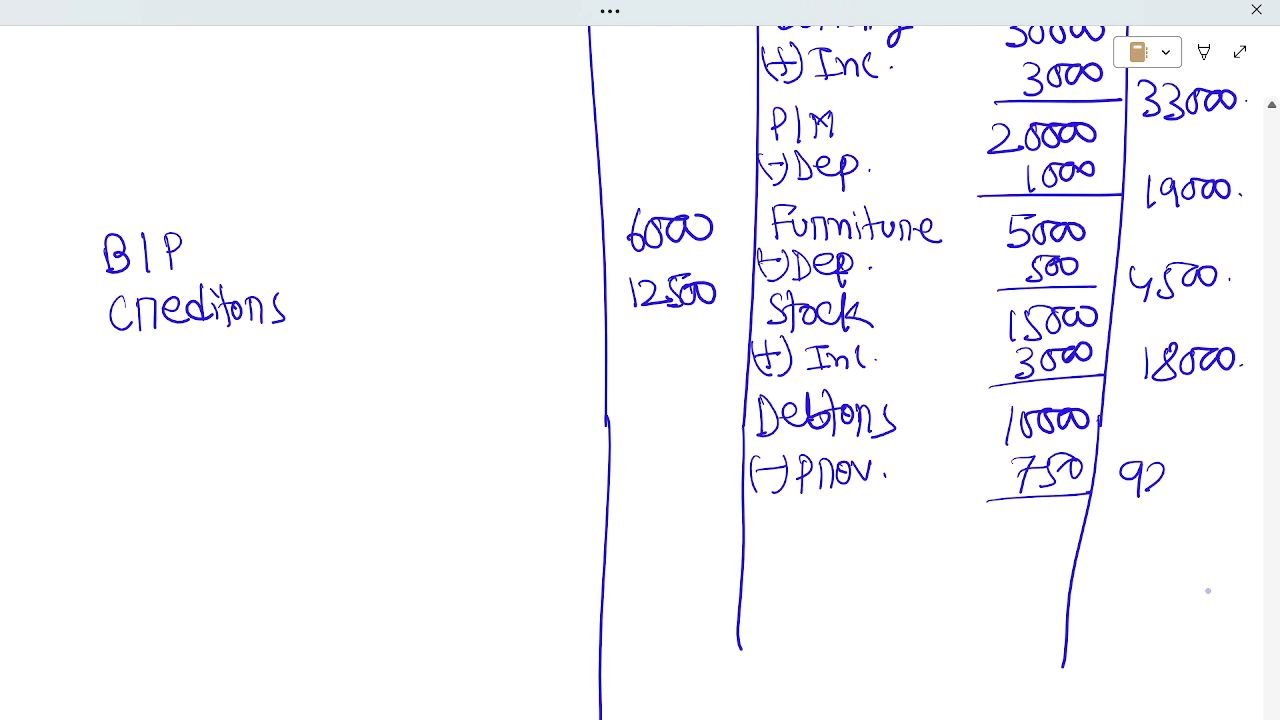 30000
(+) Inc. 3000 33000.
P/M 20000
(-) Dep. 1000 19000.
6000 Furniture 5000
B/P (-) Dep. 500 4500.
Creditors 12500 Stock 15000
(+) Inc. 3000 18000.
Debtors 10000
(-) Prov. 750 92